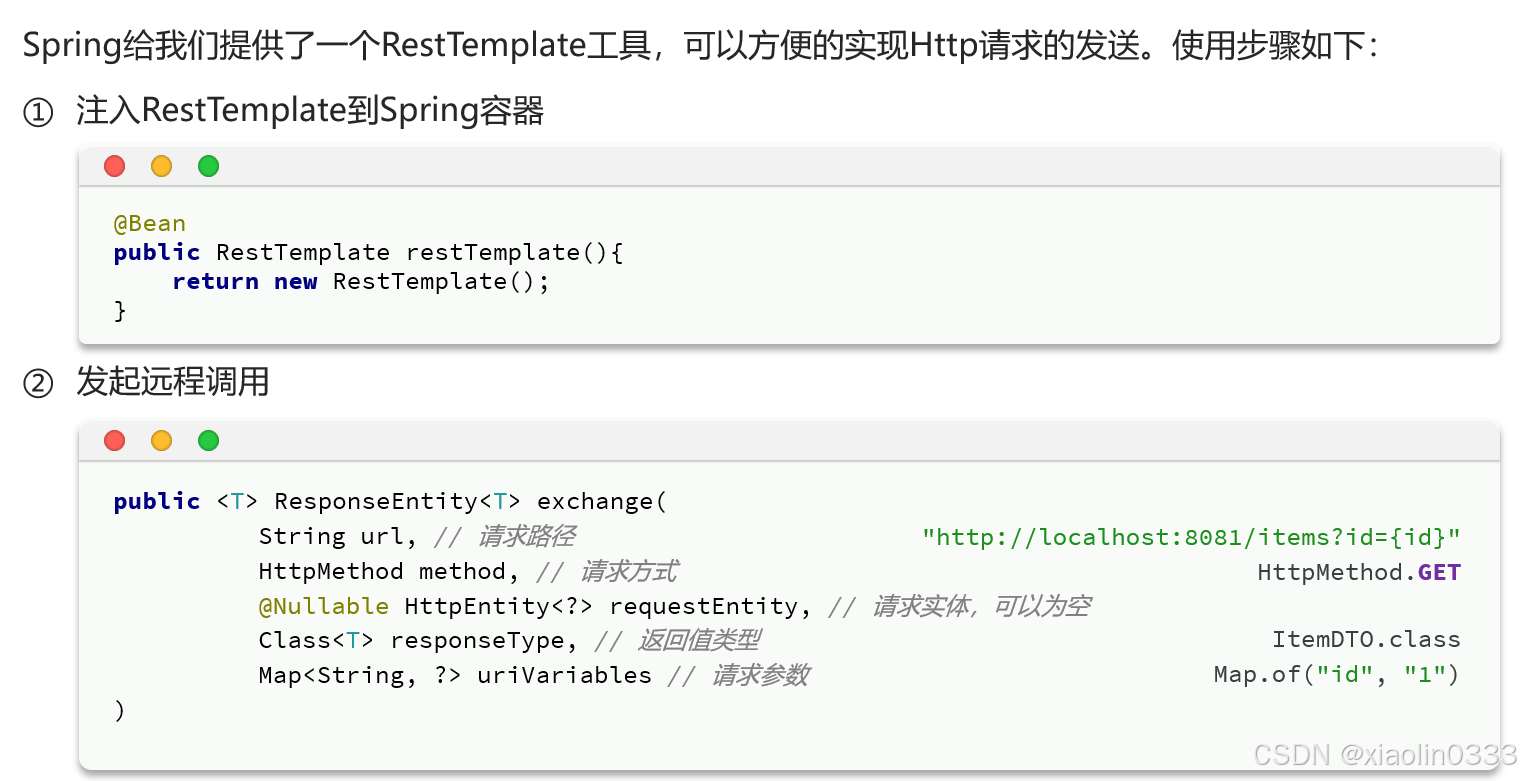 Spring给我们提供了一个RestTemplate工具，可以方便的实现Http请求的发送。使用步骤如下：
① 注入RestTemplate到Spring容器
@Bean
public RestTemplate restTemplate(){
    return new RestTemplate();
}
② 发起远程调用
public <T> ResponseEntity<T> exchange(
          String url, // 请求路径 "http://localhost:8081/items?id={id}"
          HttpMethod method, // 请求方式 HttpMethod.GET
          @Nullable HttpEntity<?> requestEntity, // 请求实体，可以为空
          Class<T> responseType, // 返回值类型 ItemDTO.class
          Map<String, ?> uriVariables // 请求参数 Map.of("id", "1")
)
CSDN @xiaolin0333